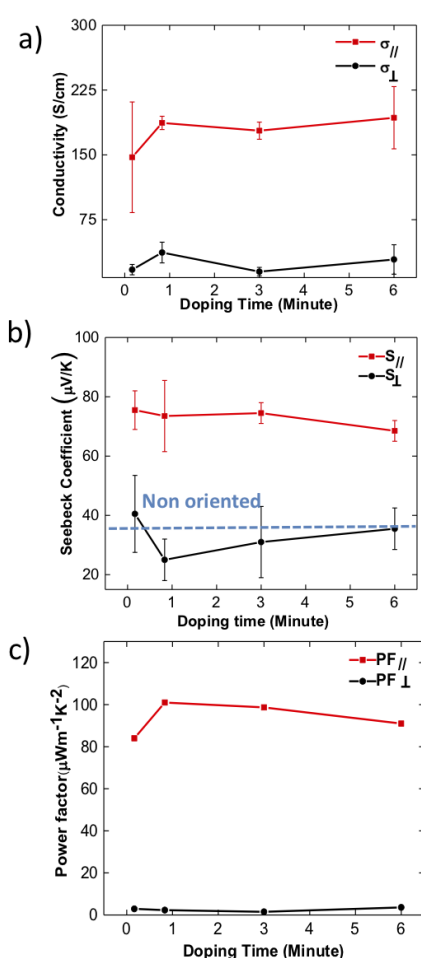 a)
300
225
150
75
Conductivity (S/cm)
σ//
σ⊥
0 1 2 3 4 5 6
Doping Time (Minute)
b)
100
80
60
40
20
Seebeck Coefficient (μV/K)
S//
S⊥
Non oriented
0 1 2 3 4 5 6
Doping time (Minute)
c)
120
100
80
60
40
20
0
Power factor(μWm-1K-2)
PF//
PF⊥
0 1 2 3 4 5 6
Doping Time (Minute)